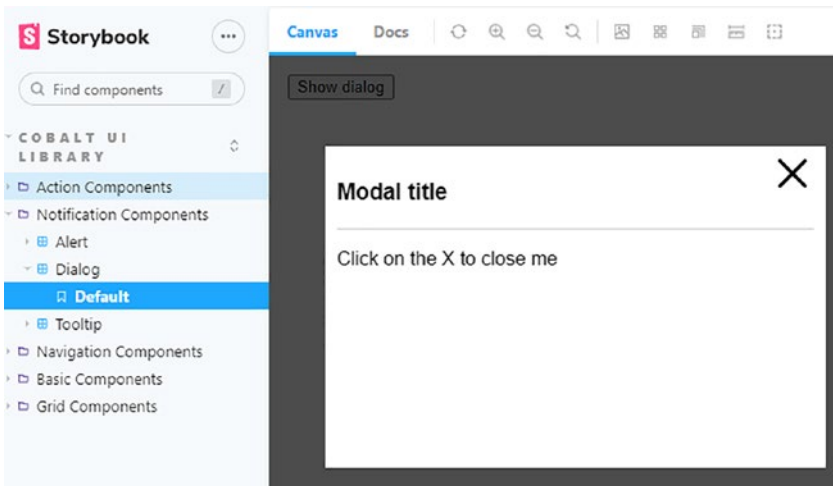 S Storybook
Canvas Docs
Find components /
Show dialog
COBALT UI
LIBRARY
Action Components
Notification Components
Alert
Dialog
Default
Tooltip
Navigation Components
Basic Components
Grid Components
Modal title
Click on the X to close me